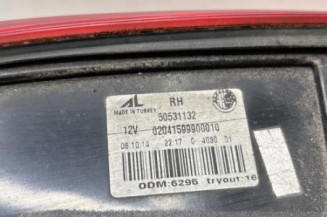 AL RH
MADE IN TURKEY
50531132
12V 02041599900010
08.10.14 22:17 0 4030 01
ODM:6296 tryout:16